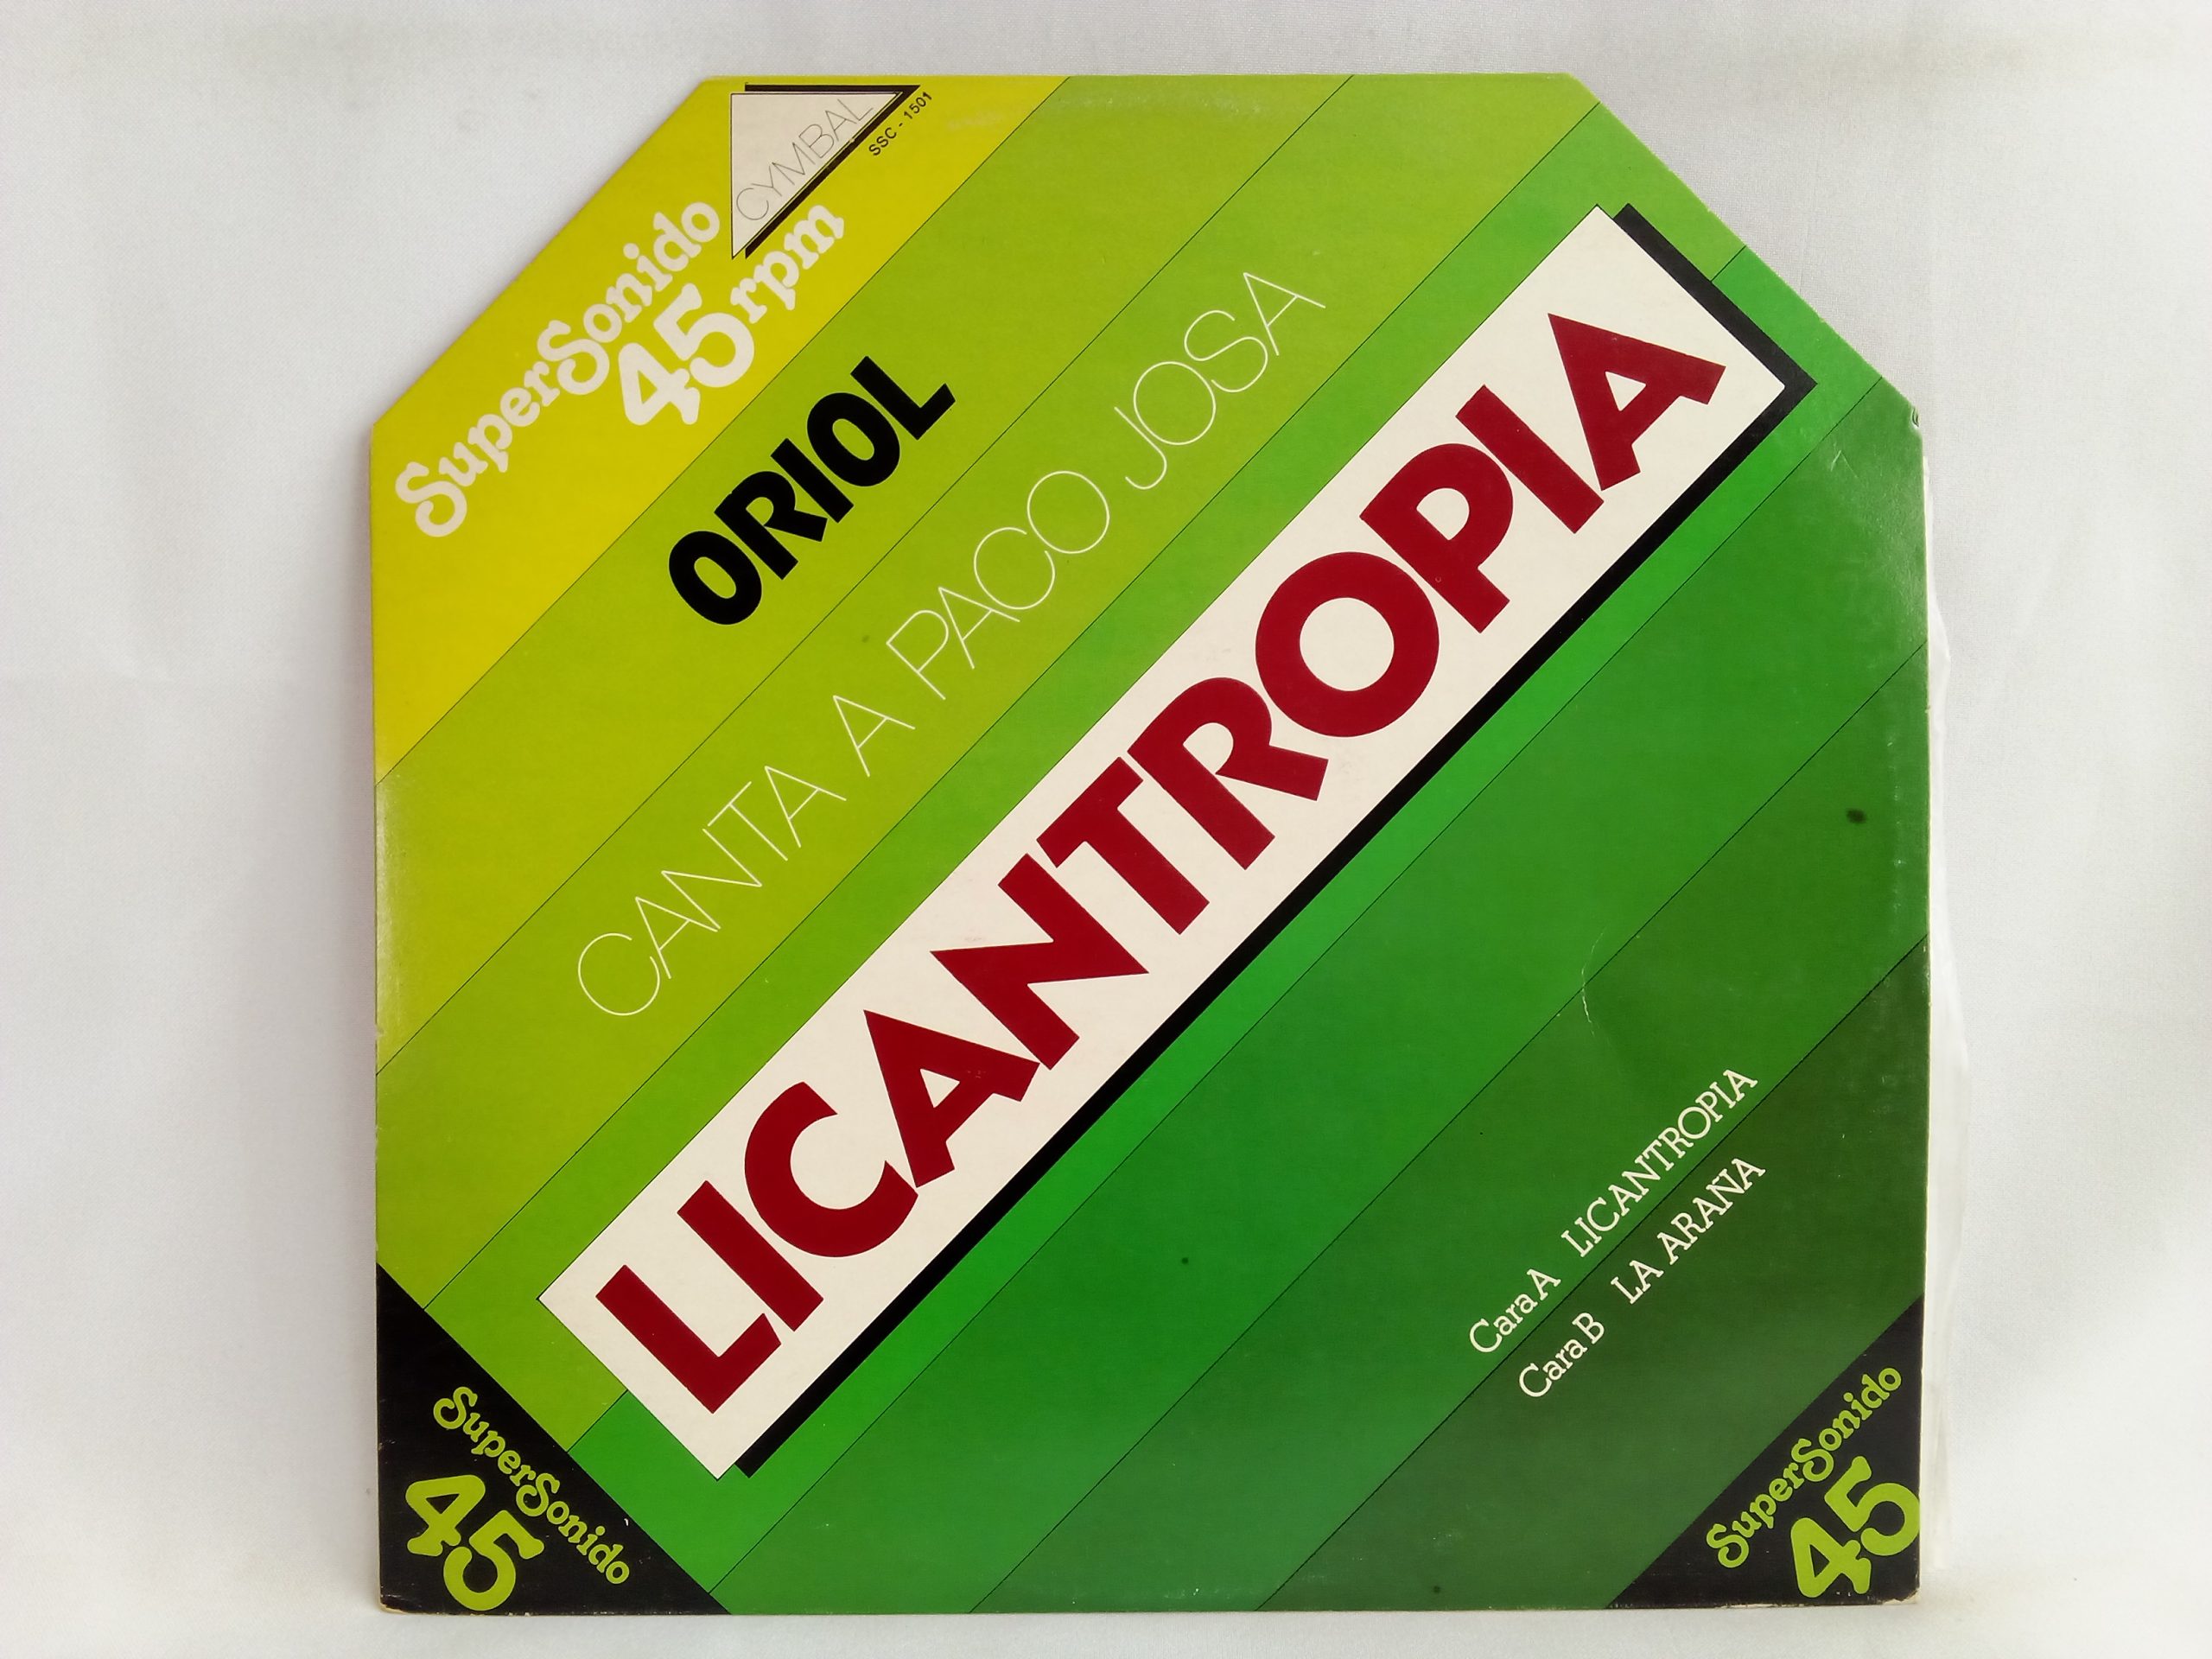 CYMBAL
SSC - 1501
SuperSonido
45 rpm
ORIOL
CANTA A PACO JOSA
LICANTROPIA
Cara A LICANTROPIA
Cara B LA ARAÑA
SuperSonido
45
SuperSonido
45